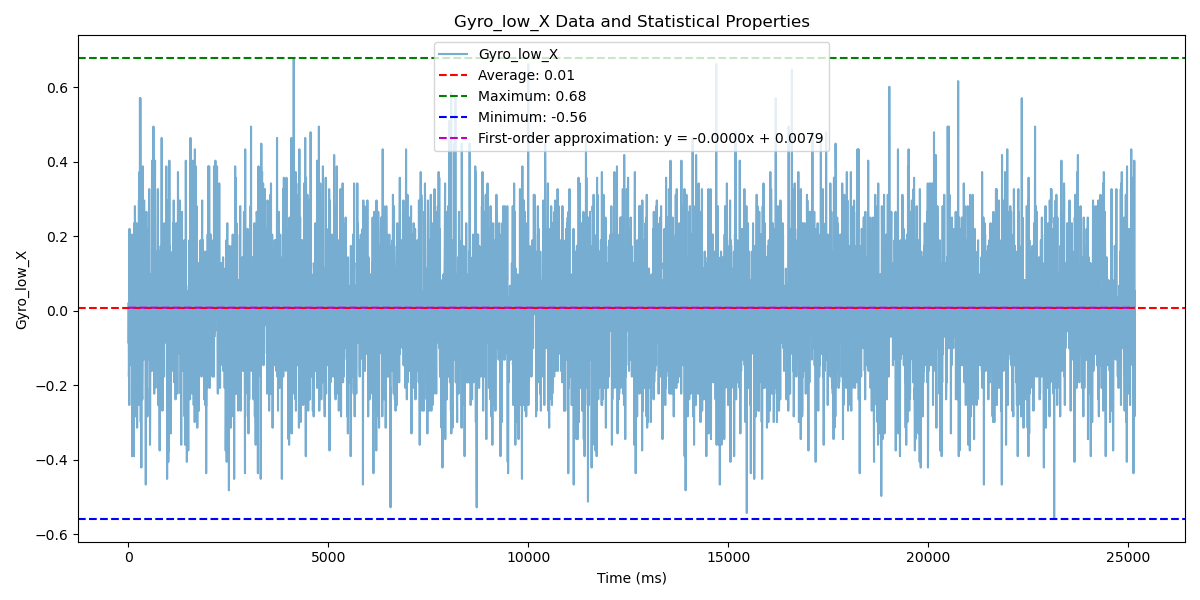 Gyro_low_X Data and Statistical Properties
Gyro_low_X
Average: 0.01
Maximum: 0.68
Minimum: -0.56
First-order approximation: y = -0.0000x + 0.0079
0.6
0.4
0.2
0.0
−0.2
−0.4
−0.6
Gyro_low_X
0 5000 10000 15000 20000 25000
Time (ms)